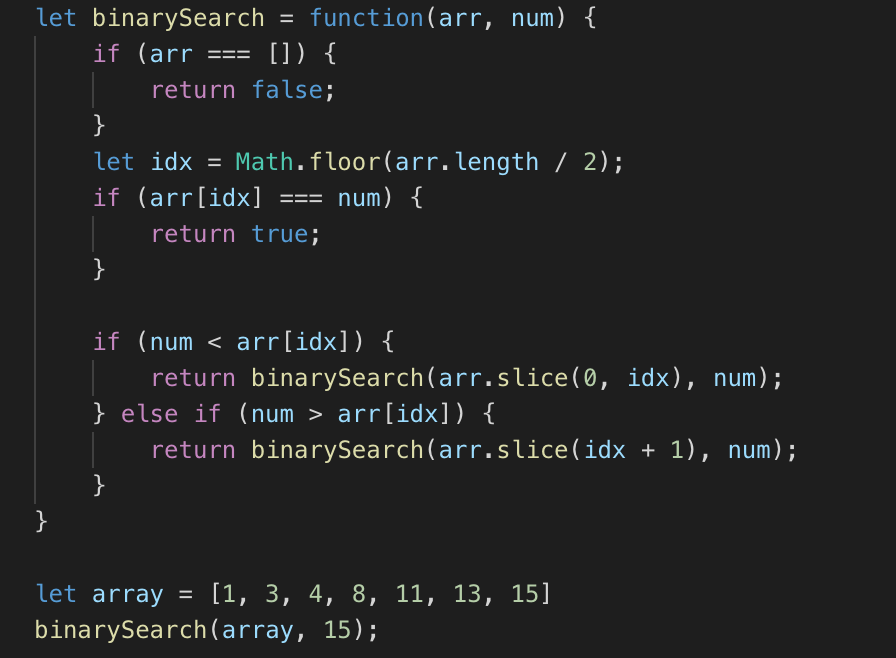 let binarySearch = function(arr, num) {
    if (arr === []) {
        return false;
    }
    let idx = Math.floor(arr.length / 2);
    if (arr[idx] === num) {
        return true;
    }

    if (num < arr[idx]) {
        return binarySearch(arr.slice(0, idx), num);
    } else if (num > arr[idx]) {
        return binarySearch(arr.slice(idx + 1), num);
    }
}

let array = [1, 3, 4, 8, 11, 13, 15]
binarySearch(array, 15);